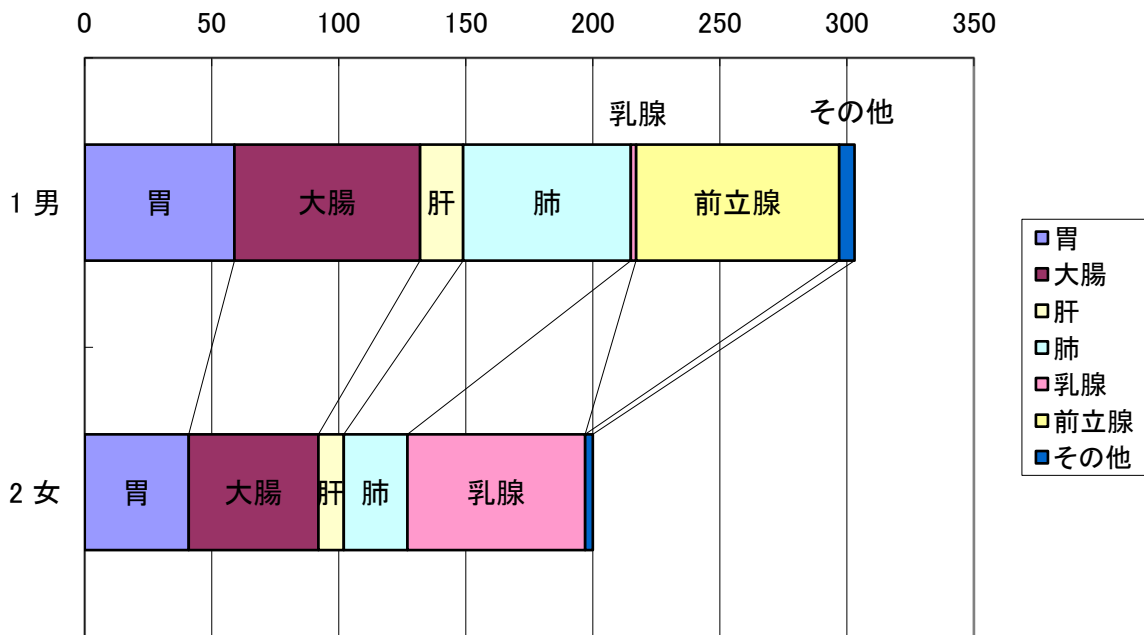 0 50 100 150 200 250 300 350
乳腺 その他
1 男 胃 大腸 肝 肺 前立腺
2 女 胃 大腸 肝 肺 乳腺
胃
大腸
肝
肺
乳腺
前立腺
その他